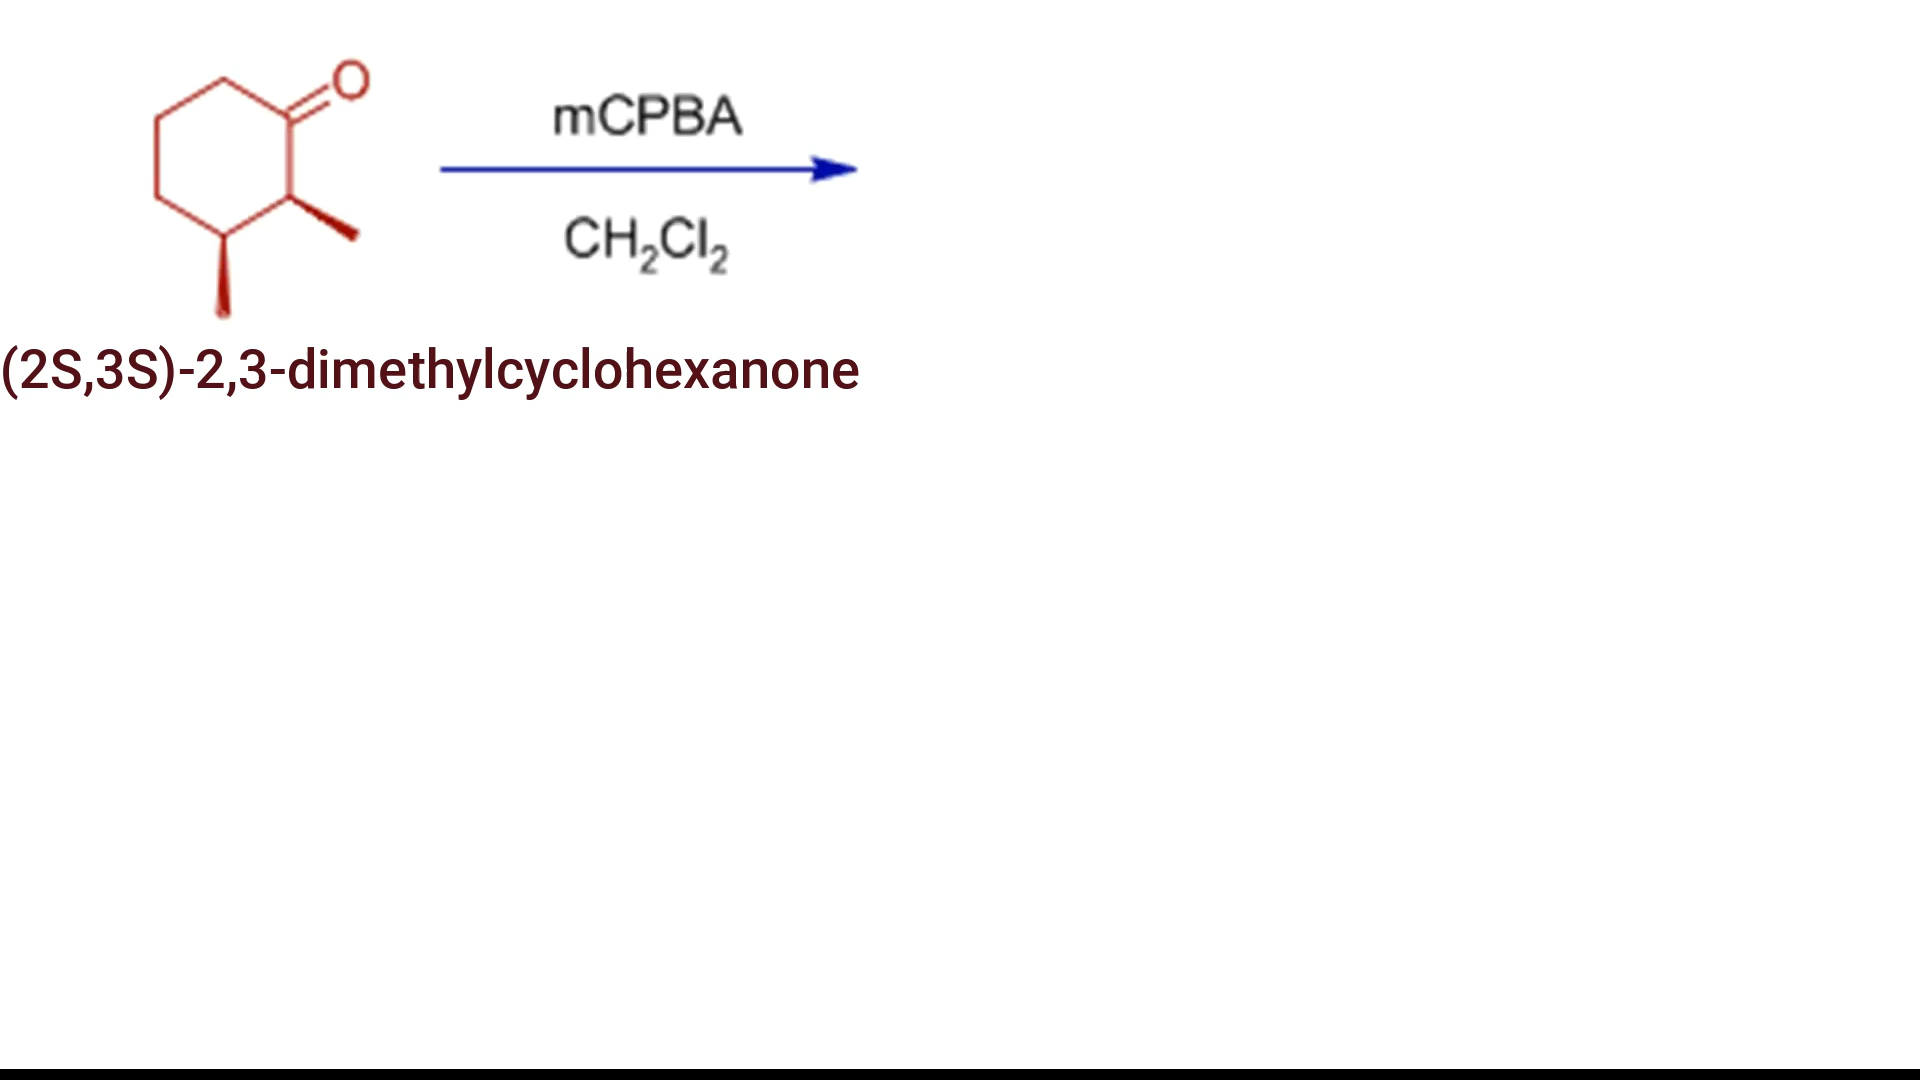 O
mCPBA
CH₂Cl₂
(2S,3S)-2,3-dimethylcyclohexanone